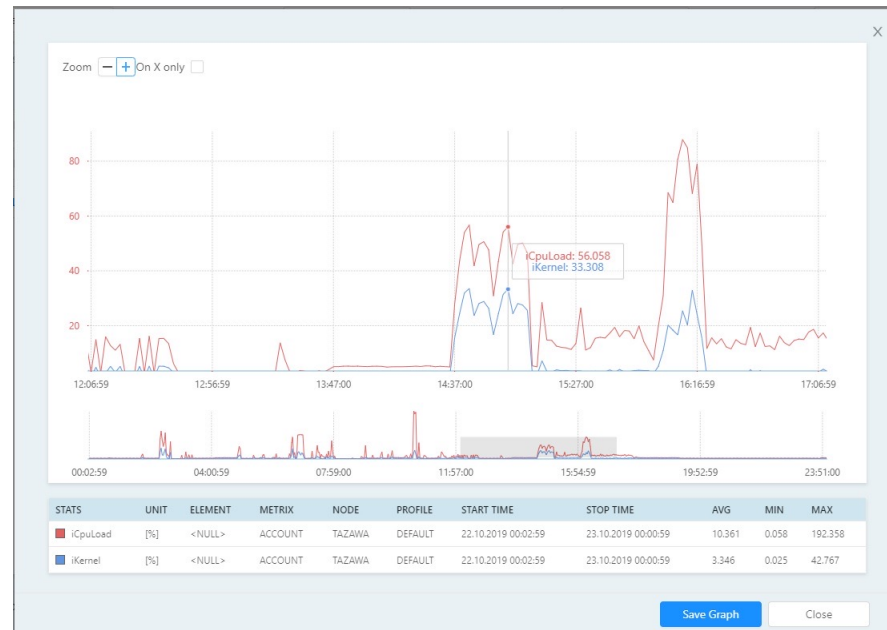 X
Zoom − + On X only
80
60
40
20
iCpuLoad: 56.058
iKernel: 33.308
12:06:59 12:56:59 13:47:00 14:37:00 15:27:00 16:16:59 17:06:59
00:02:59 04:00:59 07:59:00 11:57:00 15:54:59 19:52:59 23:51:00
STATS UNIT ELEMENT METRIX NODE PROFILE START TIME STOP TIME AVG MIN MAX
iCpuLoad [%] <NULL> ACCOUNT TAZAWA DEFAULT 22.10.2019 00:02:59 23.10.2019 00:00:59 10.361 0.058 192.358
iKernel [%] <NULL> ACCOUNT TAZAWA DEFAULT 22.10.2019 00:02:59 23.10.2019 00:00:59 3.346 0.025 42.767
Save Graph Close